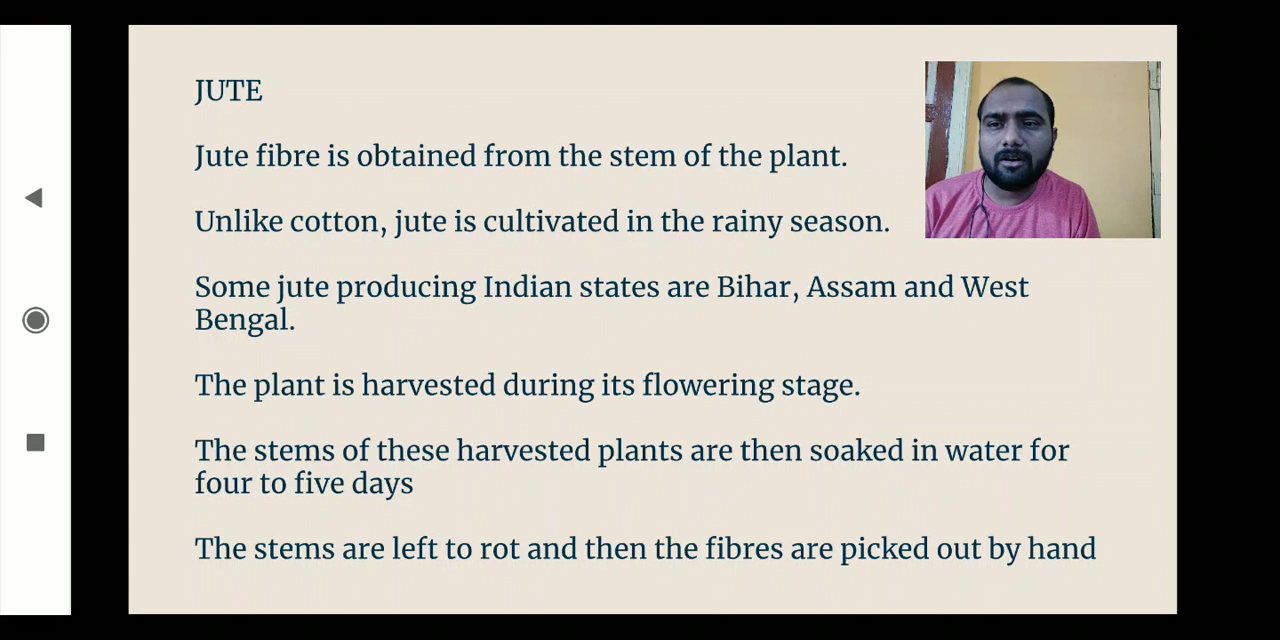 JUTE
Jute fibre is obtained from the stem of the plant.
Unlike cotton, jute is cultivated in the rainy season.
Some jute producing Indian states are Bihar, Assam and West
Bengal.
The plant is harvested during its flowering stage.
The stems of these harvested plants are then soaked in water for
four to five days
The stems are left to rot and then the fibres are picked out by hand